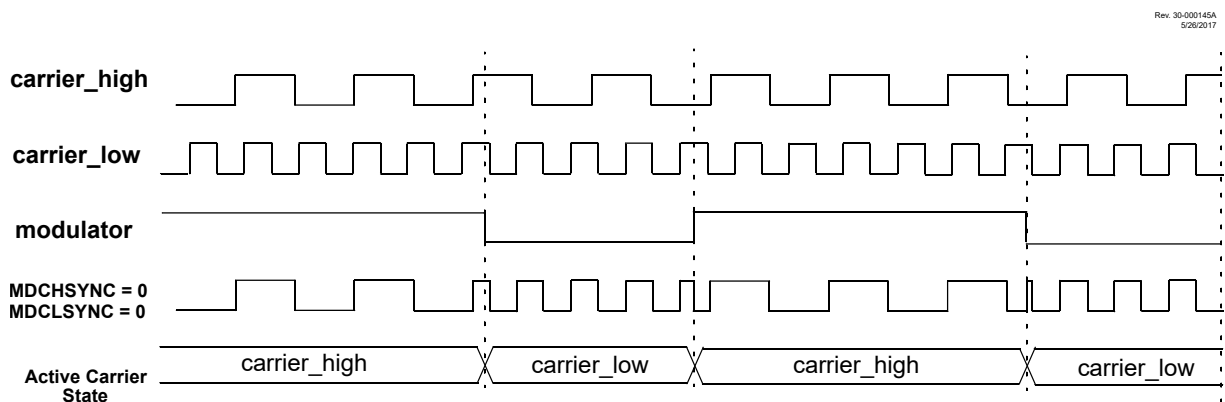 Rev. 30-000145A
5/26/2017
carrier_high
carrier_low
modulator
MDCHSYNC = 0
MDCLSYNC = 0
carrier_high
carrier_low
carrier_high
carrier_low
Active Carrier
State